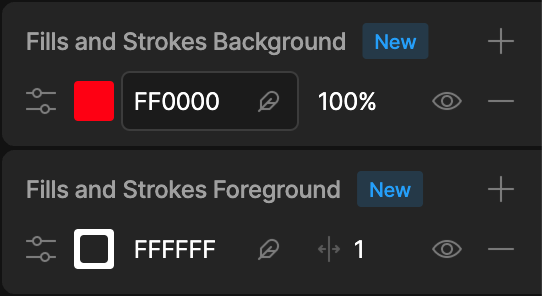 Fills and Strokes Background New
FF0000 100%
Fills and Strokes Foreground New
FFFFFF 1